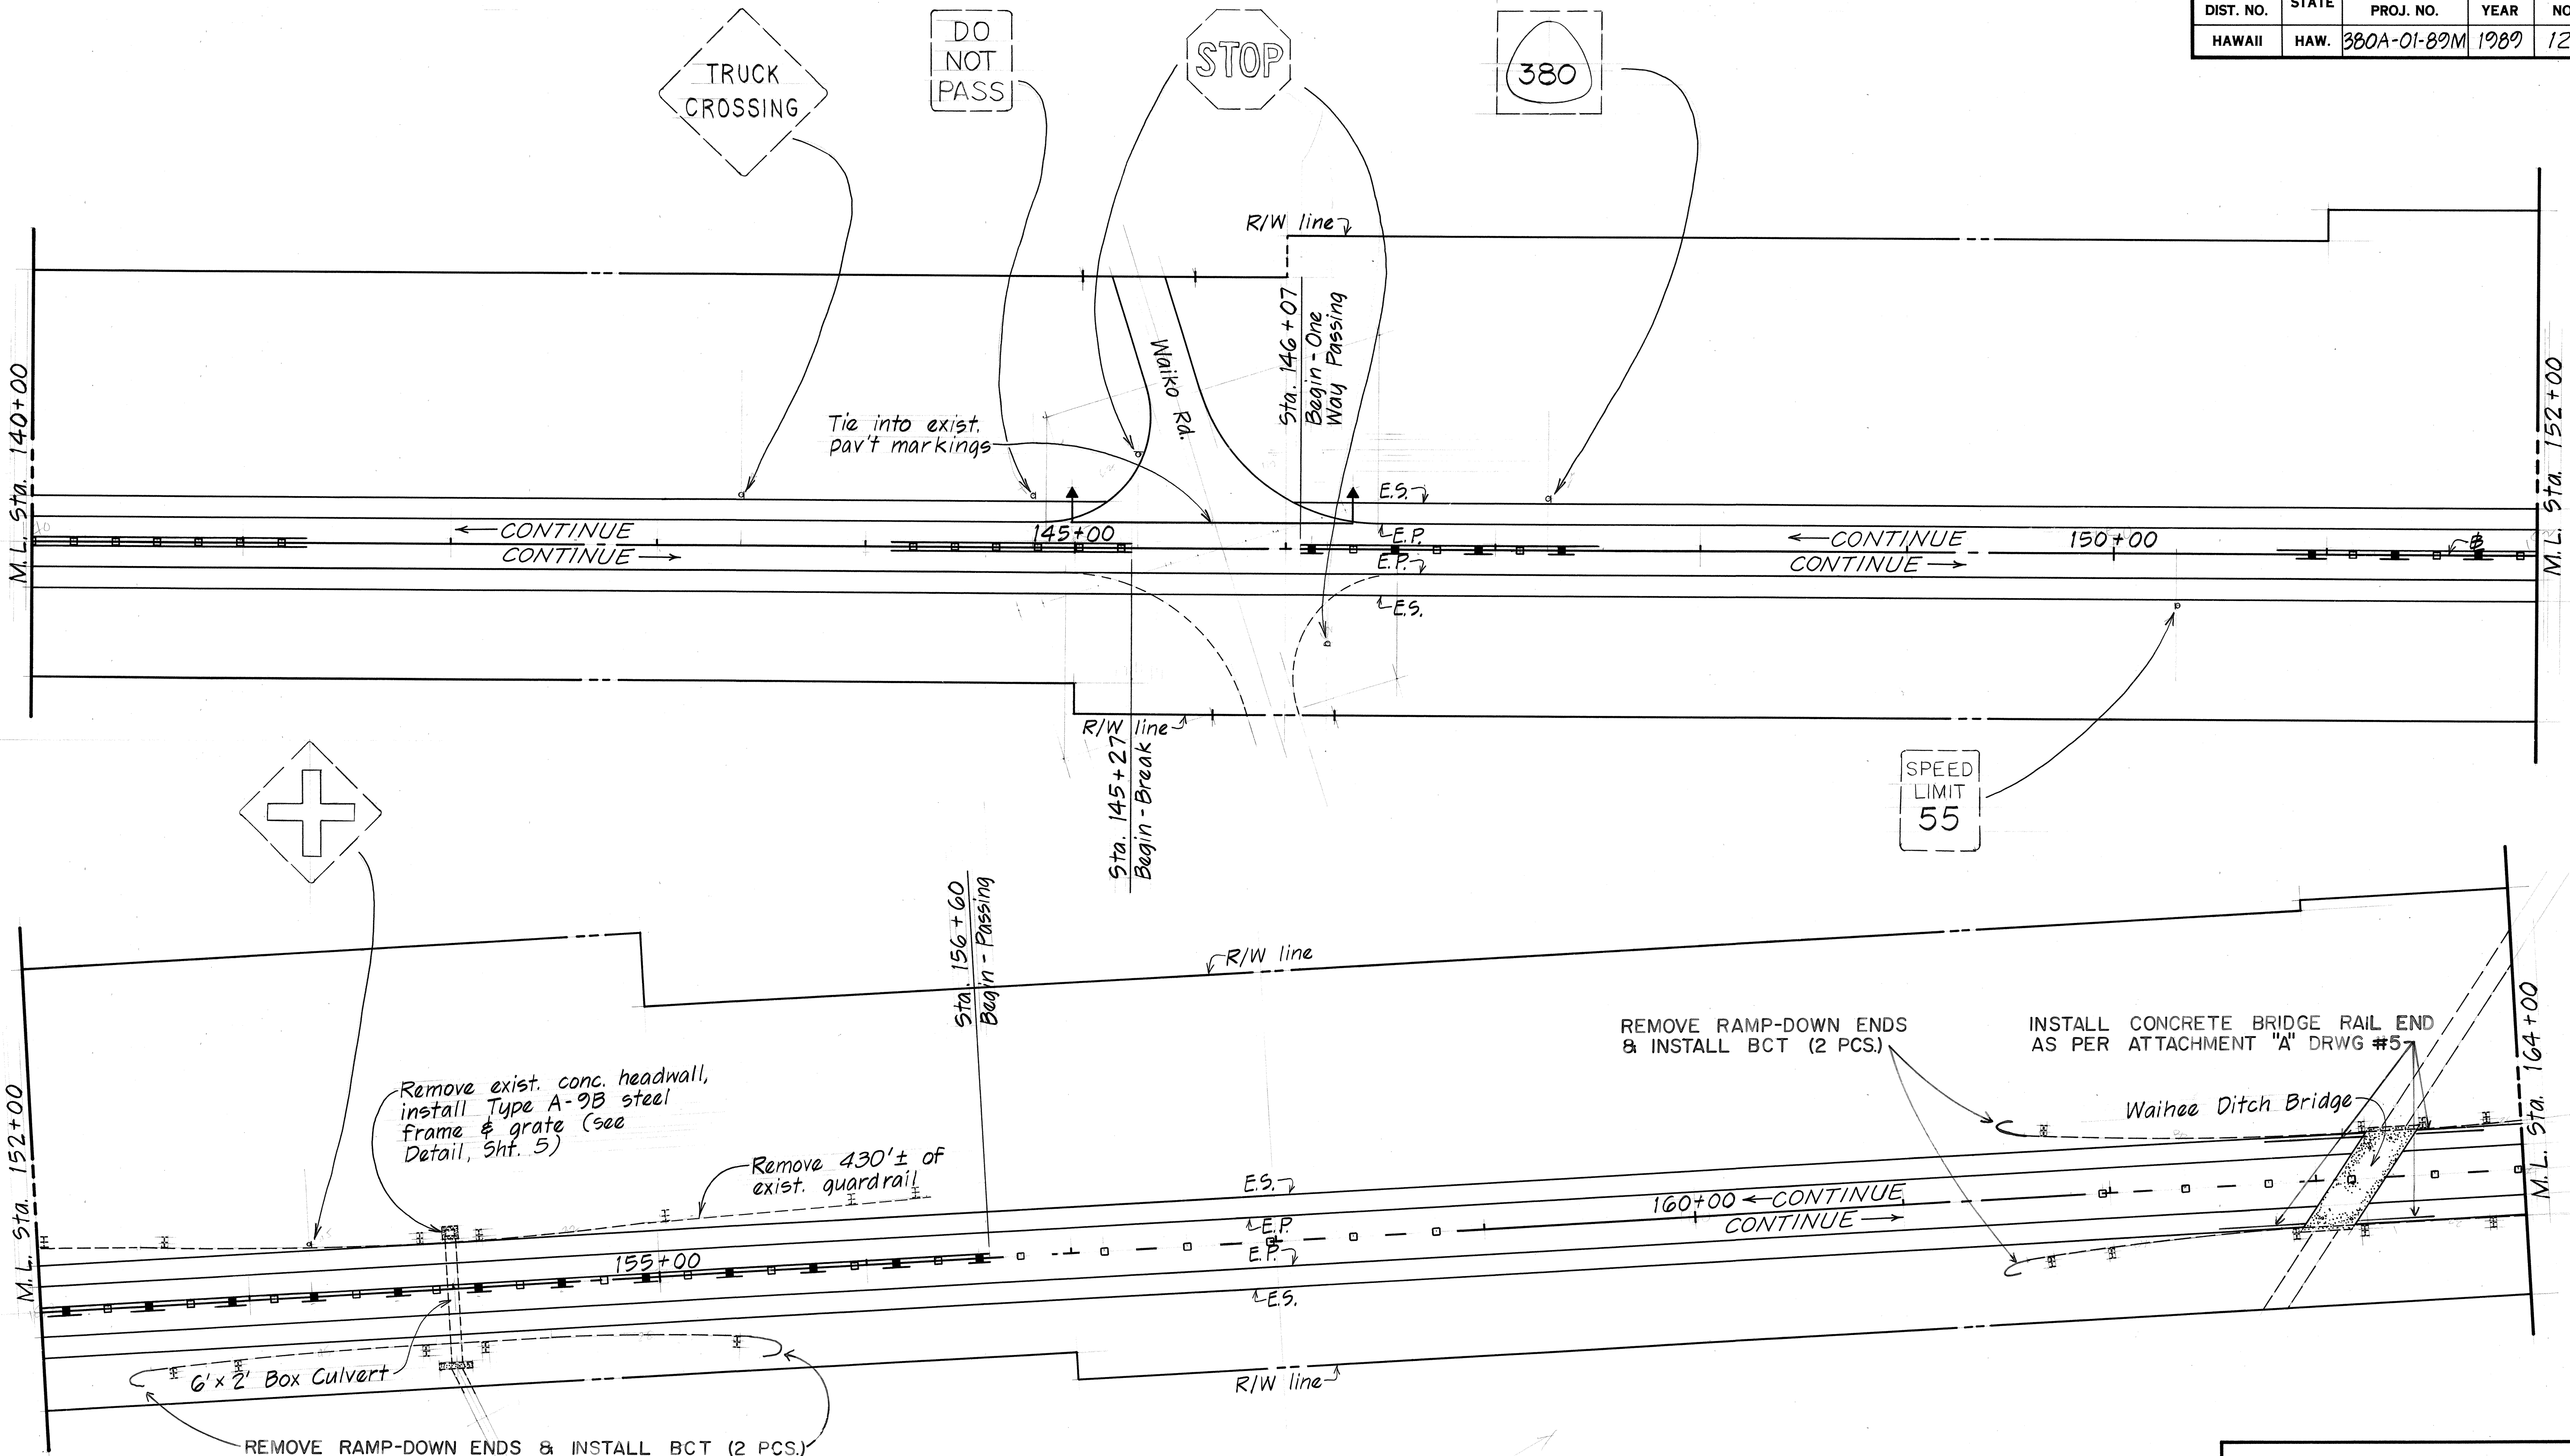 DIST. NO. STATE PROJ. NO. YEAR
HAWAII HAW. 380A-01-89M 1989 12
TRUCK
CROSSING
DO
NOT
PASS
STOP
380
R/W line
M.L. Sta. 140+00
Waiko Rd.
Sta. 146+07
Begin-One
Way Passing
Tie into exist.
pav't markings
M.L. Sta. 152+00
E.S.
←CONTINUE
145+00
CONTINUE→
E.P.
E.P.
←CONTINUE
150+00
CONTINUE→
E.S.
R/W line
Sta. 145+27
Begin-Break
SPEED
LIMIT
55
Sta. 156+60
Begin-Passing
R/W line
M.L. Sta. 152+00
Remove exist. conc. headwall,
install Type A-9B steel
frame & grate (see
Detail, Sht. 5)
Remove 430'± of
exist. guardrail
REMOVE RAMP-DOWN ENDS
& INSTALL BCT (2 PCS.)
INSTALL CONCRETE BRIDGE RAIL END
AS PER ATTACHMENT "A" DRWG #5
Waihee Ditch Bridge
M.L. Sta. 164+00
E.S.
E.P.
160+00 ←CONTINUE
CONTINUE→
155+00
E.P.
E.S.
6'x2' Box Culvert
R/W line
REMOVE RAMP-DOWN ENDS & INSTALL BCT (2 PCS.)